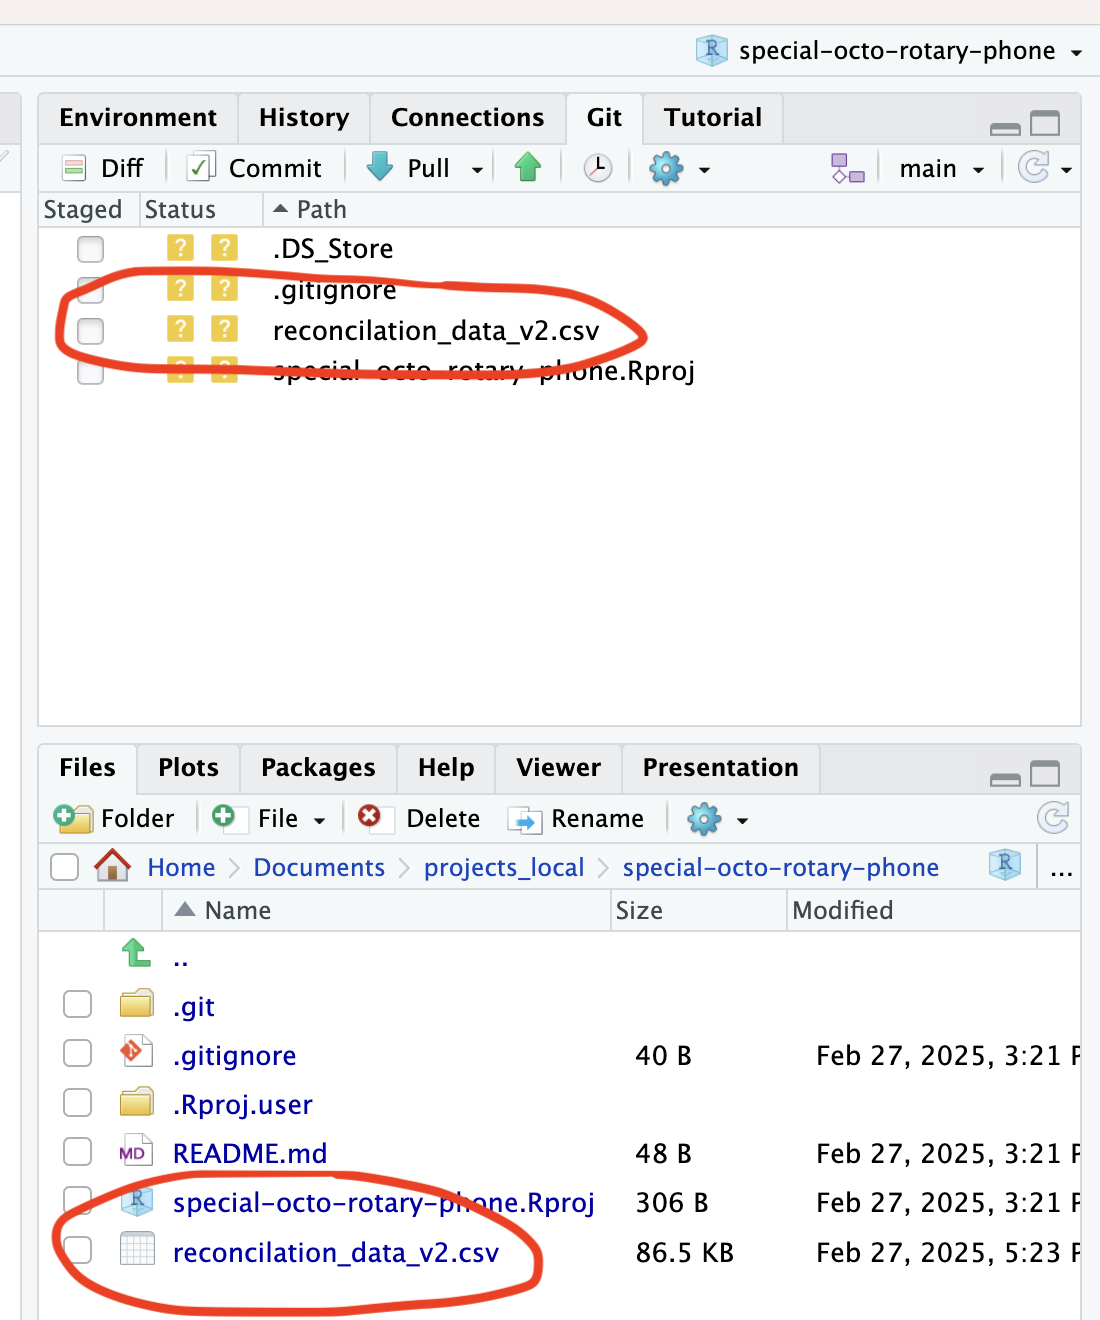 special-octo-rotary-phone
Environment History Connections Git Tutorial
Diff Commit Pull main
Staged Status Path
? ? .DS_Store
? ? .gitignore
? ? reconcilation_data_v2.csv
? ? special-octo-rotary-phone.Rproj
Files Plots Packages Help Viewer Presentation
Folder File Delete Rename
Home Documents projects_local special-octo-rotary-phone R ...
Name Size Modified
..
.git
.gitignore 40 B Feb 27, 2025, 3:21 P
.Rproj.user
MD README.md 48 B Feb 27, 2025, 3:21 P
R special-octo-rotary-phone.Rproj 306 B Feb 27, 2025, 3:21 P
reconcilation_data_v2.csv 86.5 KB Feb 27, 2025, 5:23 P